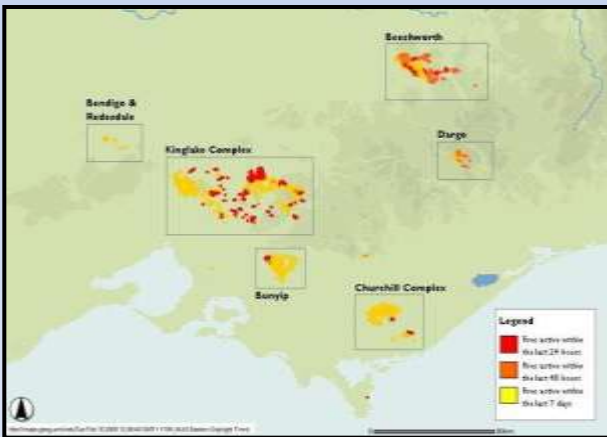 Beechworth
Bendigo &
Redesdale
Dargo
Kinglake Complex
Bunyip
Churchill Complex
Legend
Fires active within
the last 24 hours
Fires active within
the last 48 hours
Fires active within
the last 7 days